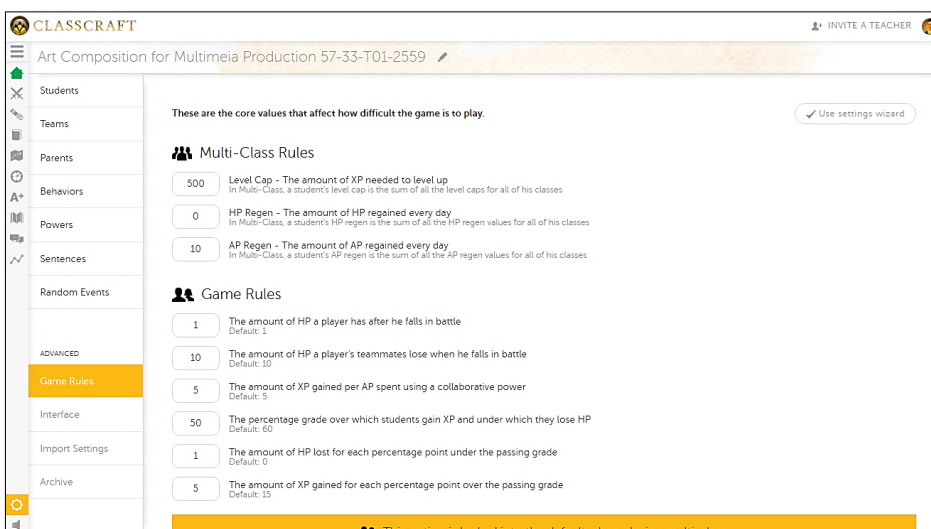 CLASSCRAFT
INVITE A TEACHER
Art Composition for Multimeia Production 57-33-T01-2559
Students
Teams
Parents
Behaviors
Powers
Sentences
Random Events
ADVANCED
Game Rules
Interface
Import Settings
Archive
A+
These are the core values that affect how difficult the game is to play.
Use settings wizard
Multi-Class Rules
500
Level Cap - The amount of XP needed to level up
In Multi-Class, a student's level cap is the sum of all the level caps for all of his classes
0
HP Regen - The amount of HP regained every day
In Multi-Class, a student's HP regen is the sum of all the HP regen values for all of his classes
10
AP Regen - The amount of AP regained every day
In Multi-Class, a student's AP regen is the sum of all the AP regen values for all of his classes
Game Rules
1
The amount of HP a player has after he falls in battle
Default: 1
10
The amount of HP a player's teammates lose when he falls in battle
Default: 10
5
The amount of XP gained per AP spent using a collaborative power
Default: 5
50
The percentage grade over which students gain XP and under which they lose HP
Default: 60
1
The amount of HP lost for each percentage point under the passing grade
Default: 0
5
The amount of XP gained for each percentage point over the passing grade
Default: 15